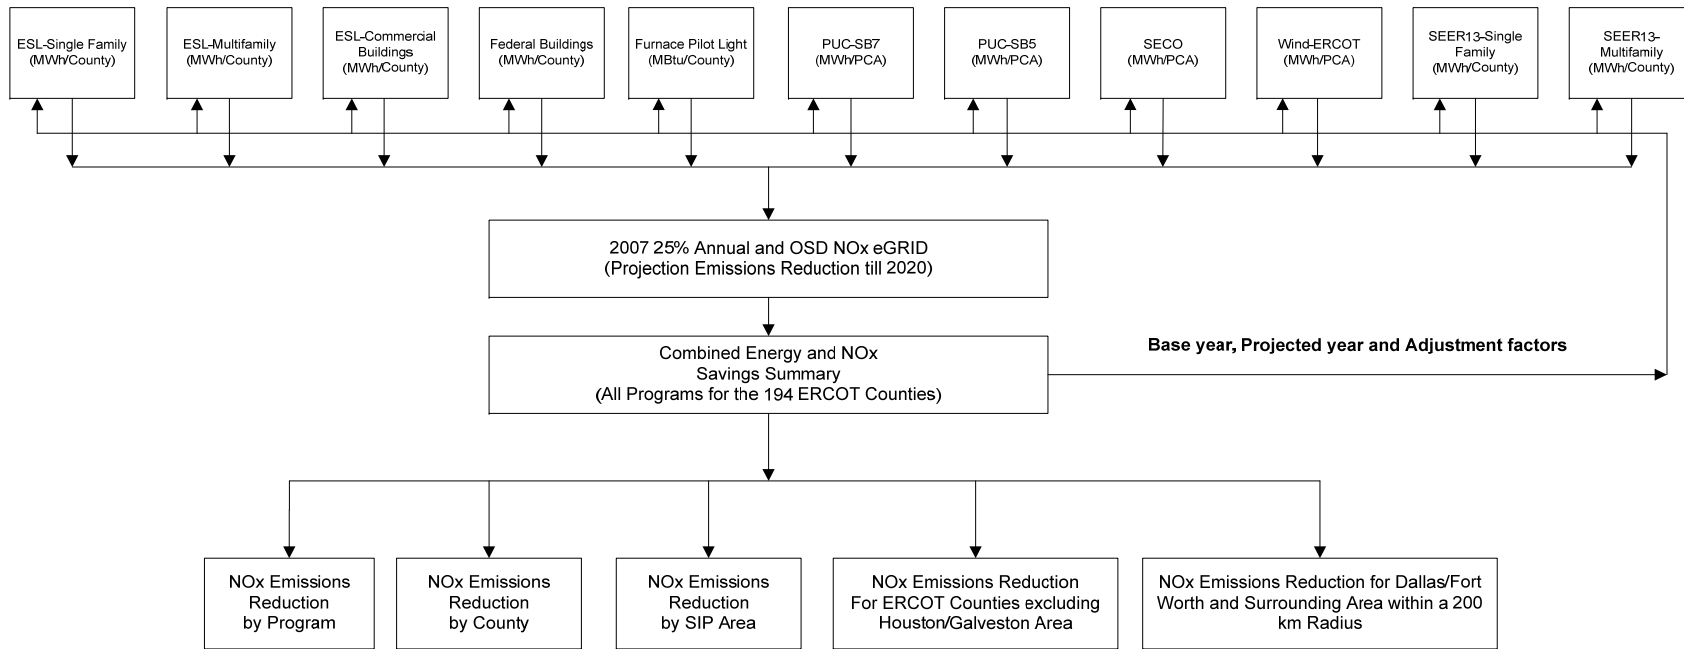 ESL-Single Family
(MWh/County)
ESL-Multifamily
(MWh/County)
ESL-Commercial
Buildings
(MWh/County)
Federal Buildings
(MWh/County)
Furnace Pilot Light
(MBtu/County)
PUC-SB7
(MWh/PCA)
PUC-SB5
(MWh/PCA)
SECO
(MWh/PCA)
Wind-ERCOT
(MWh/PCA)
SEER13-Single
Family
(MWh/County)
SEER13-
Multifamily
(MWh/County)
2007 25% Annual and OSD NOx eGRID
(Projection Emissions Reduction till 2020)
Combined Energy and NOx
Savings Summary
(All Programs for the 194 ERCOT Counties)
Base year, Projected year and Adjustment factors
NOx Emissions
Reduction
by Program
NOx Emissions
Reduction
by County
NOx Emissions
Reduction
by SIP Area
NOx Emissions Reduction
For ERCOT Counties excluding
Houston/Galveston Area
NOx Emissions Reduction for Dallas/Fort
Worth and Surrounding Area within a 200
km Radius